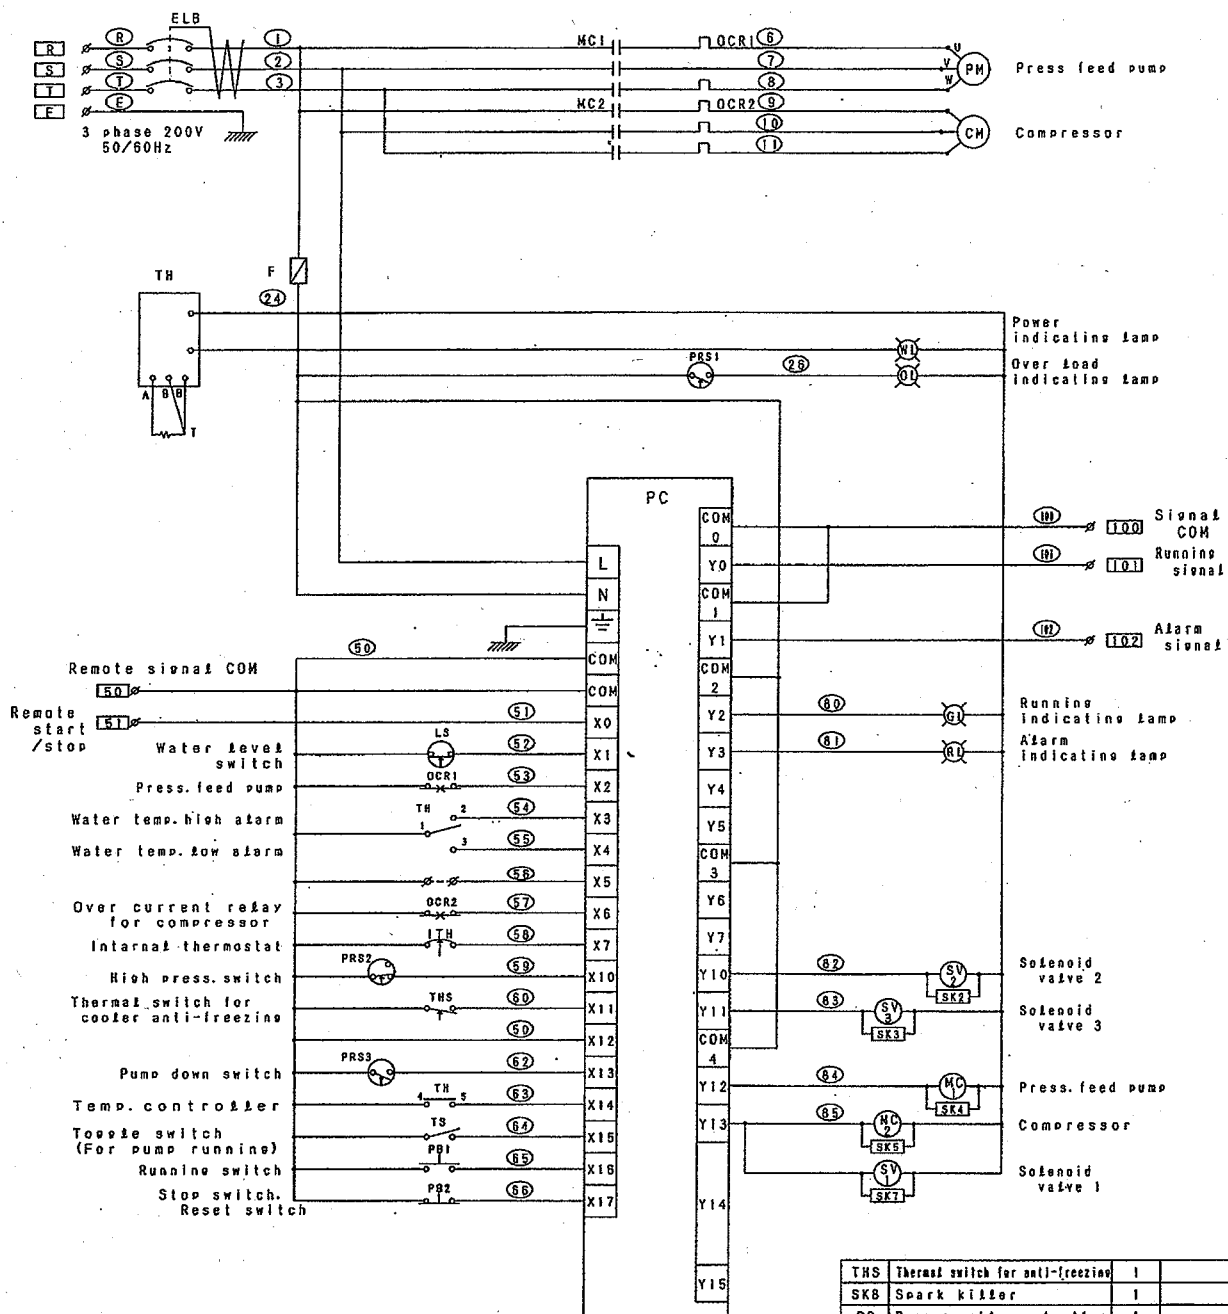 ELB
R R 1 MC1 OCR1 6 U
S S 2 7 V PM Press feed pump
T T 3 8 W
E E MC2 OCR2 9
3 phase 200V
50/60Hz
10 CM Compressor
11
TH F
24
Power
indicating lamp
WL
PRS1 26 OL
Over load
indicating lamp
A B B
T
PC
COM 0 100 100 Signal
COM
L Y0 101 101 Running
signal
N COM 1
Y1 102 102 Alarm
signal
50 COM
Remote signal COM
50 COM COM 2
Remote
start
/stop
51 51 X0 Y2 80 GL Running
indicating lamp
Water level
switch
LS 52 X1 Y3 81 RL Alarm
indicating lamp
Press. feed pump OCR1 53 X2 Y4
Water temp. high alarm TH 1 2 54 X3 Y5
Water temp. low alarm 3 55 X4 COM 3
56 X5 Y6
Over current relay
for compressor
OCR2 57 X6 Y7
Internal thermostat ITH 58 X7
High press. switch PRS2 59 X10 Y10 82 SV 2 SK2 Solenoid
valve 2
Thermal switch for
cooler anti-freezing
THS 60 X11 Y11 83 SV 3 SK3 Solenoid
valve 3
50 X12 COM 4
Pump down switch PRS3 62 X13 Y12 84 MC 1 SK4 Press. feed pump
Temp. controller 4 TH 5 63 X14 Y13 85 MC 2 SK5 Compressor
Toggle switch
(For pump running)
TS 64 X15
Running switch PB1 65 X16 SV 1 SK7 Solenoid
valve 1
Stop switch.
Reset switch
PB2 66 X17 Y14
Y15
THS Thermal switch for anti-freezing 1
SK8 Spark killer 1